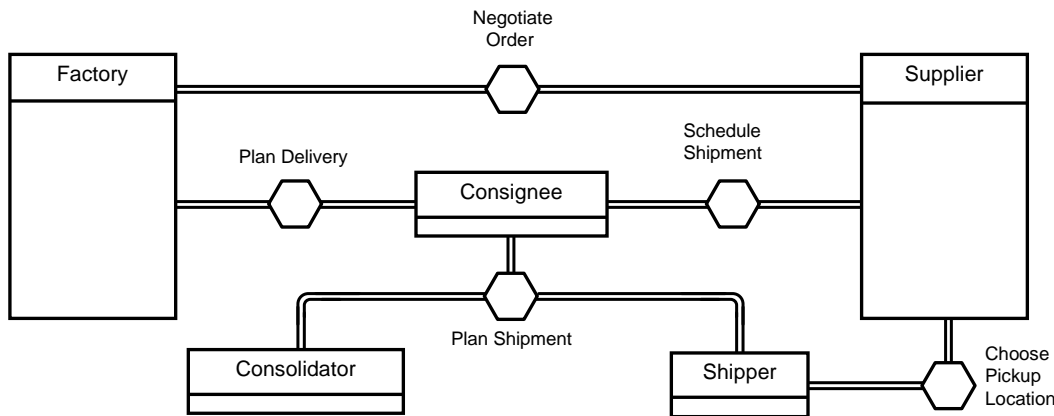 Negotiate
Order
Factory
Supplier
Plan Delivery
Schedule
Shipment
Consignee
Plan Shipment
Consolidator
Shipper
Choose
Pickup
Location